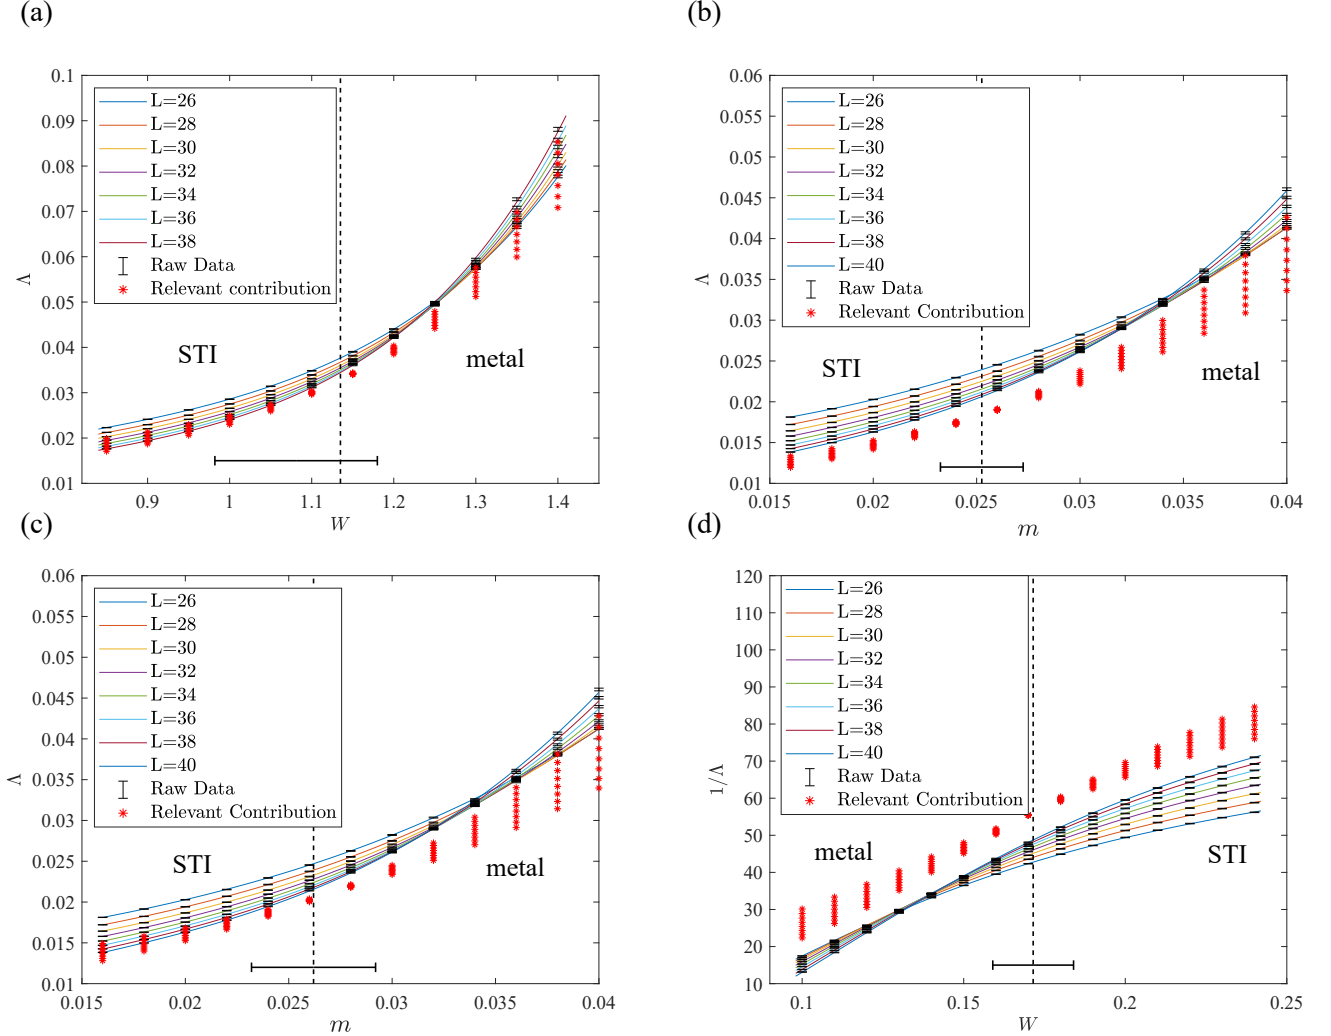 (a)
0.1
0.09
0.08
0.07
0.06
0.05
0.04
0.03
0.02
0.01
Λ
L=26
L=28
L=30
L=32
L=34
L=36
L=38
Raw Data
Relevant contribution
STI
metal
0.9
1
1.1
1.2
1.3
1.4
W
(b)
0.06
0.055
0.05
0.045
0.04
0.035
0.03
0.025
0.02
0.015
0.01
Λ
L=26
L=28
L=30
L=32
L=34
L=36
L=38
L=40
Raw Data
Relevant Contribution
STI
metal
0.015
0.02
0.025
0.03
0.035
0.04
m
(c)
0.06
0.055
0.05
0.045
0.04
0.035
0.03
0.025
0.02
0.015
0.01
Λ
L=26
L=28
L=30
L=32
L=34
L=36
L=38
L=40
Raw Data
Relevant Contribution
STI
metal
0.015
0.02
0.025
0.03
0.035
0.04
m
(d)
120
110
100
90
80
70
60
50
40
30
20
10
1/Λ
L=26
L=28
L=30
L=32
L=34
L=36
L=38
L=40
Raw Data
Relevant Contribution
metal
STI
0.1
0.15
0.2
0.25
W